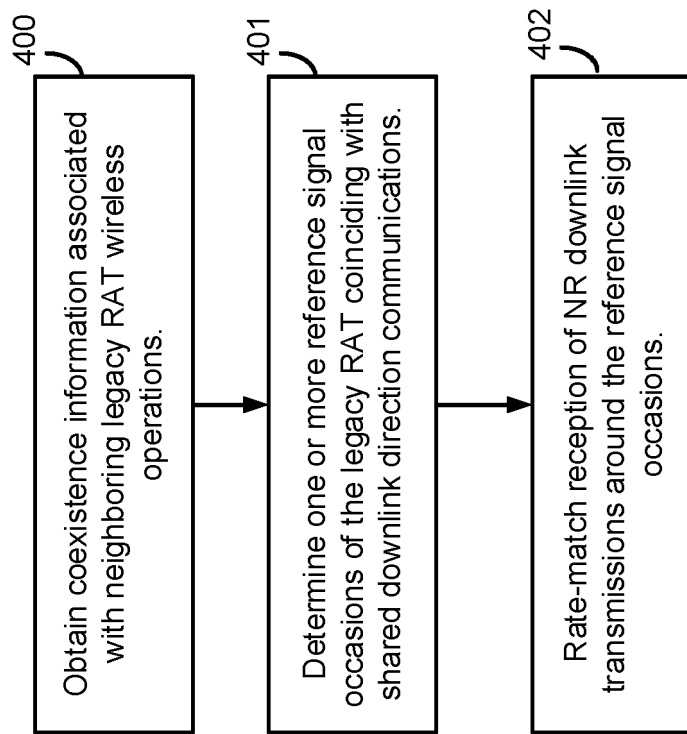 400
Obtain coexistence information associated
with neighboring legacy RAT wireless
operations.
401
Determine one or more reference signal
occasions of the legacy RAT coinciding with
shared downlink direction communications.
402
Rate-match reception of NR downlink
transmissions around the reference signal
occasions.